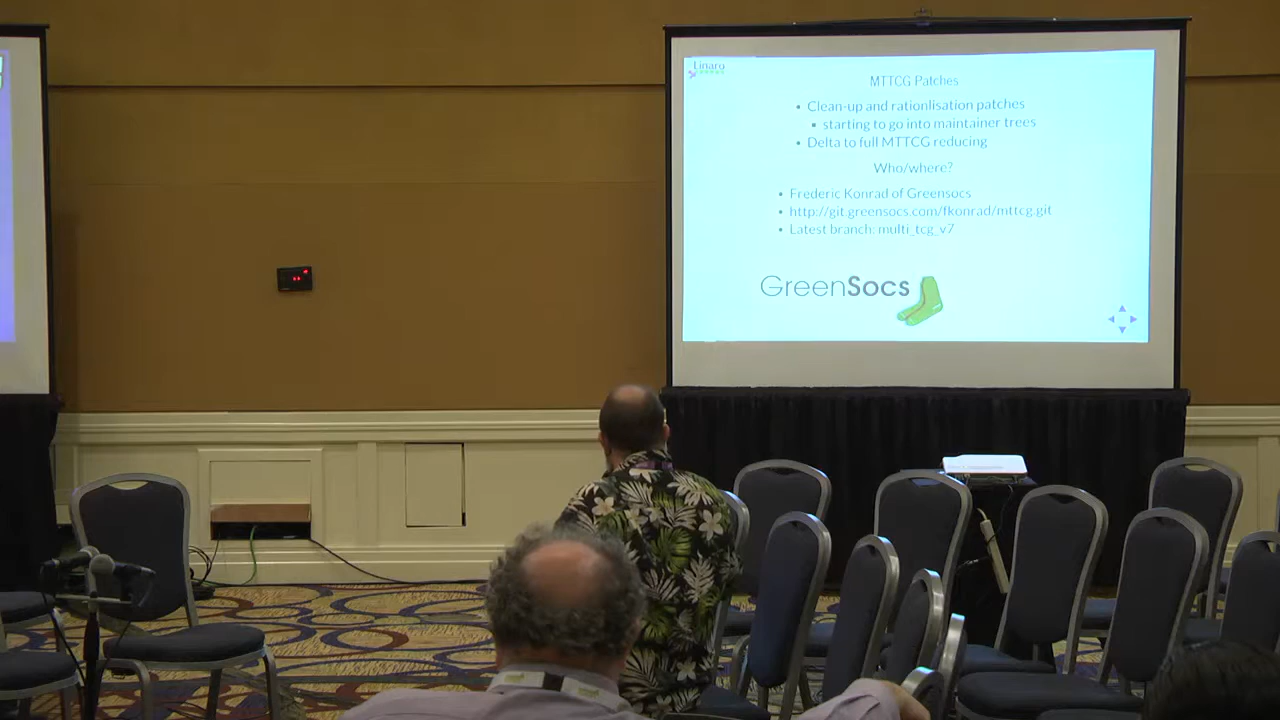 Linaro
MTTCG Patches
• Clean-up and rationlisation patches
▪ starting to go into maintainer trees
• Delta to full MTTCG reducing
Who/where?
• Frederic Konrad of Greensocs
• http://git.greensocs.com/fkonrad/mttcg.git
• Latest branch: multi_tcg_v7
GreenSocs